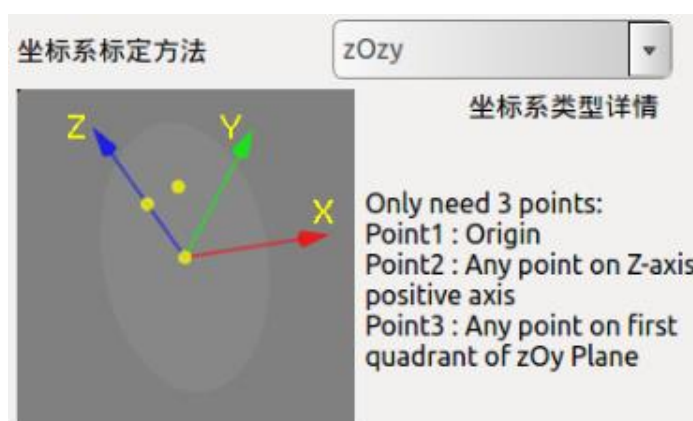 坐标系标定方法
zOzy
坐标系类型详情
Z
Y
X
Only need 3 points:
Point1 : Origin
Point2 : Any point on Z-axis
positive axis
Point3 : Any point on first
quadrant of zOy Plane